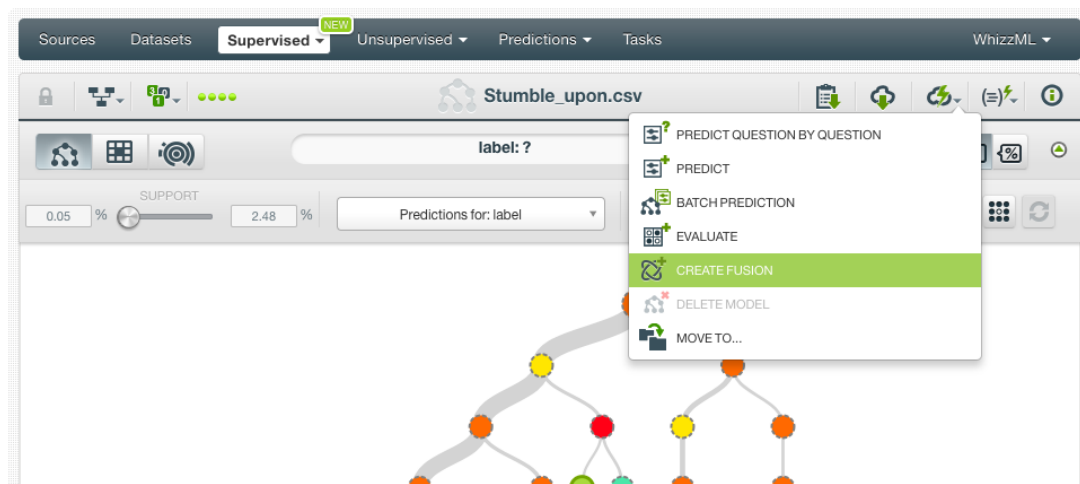 NEW
Sources Datasets Supervised Unsupervised Predictions Tasks WhizzML
Stumble_upon.csv
label: ?
SUPPORT
0.05 % 2.48 %
Predictions for: label
PREDICT QUESTION BY QUESTION
PREDICT
BATCH PREDICTION
EVALUATE
CREATE FUSION
DELETE MODEL
MOVE TO...